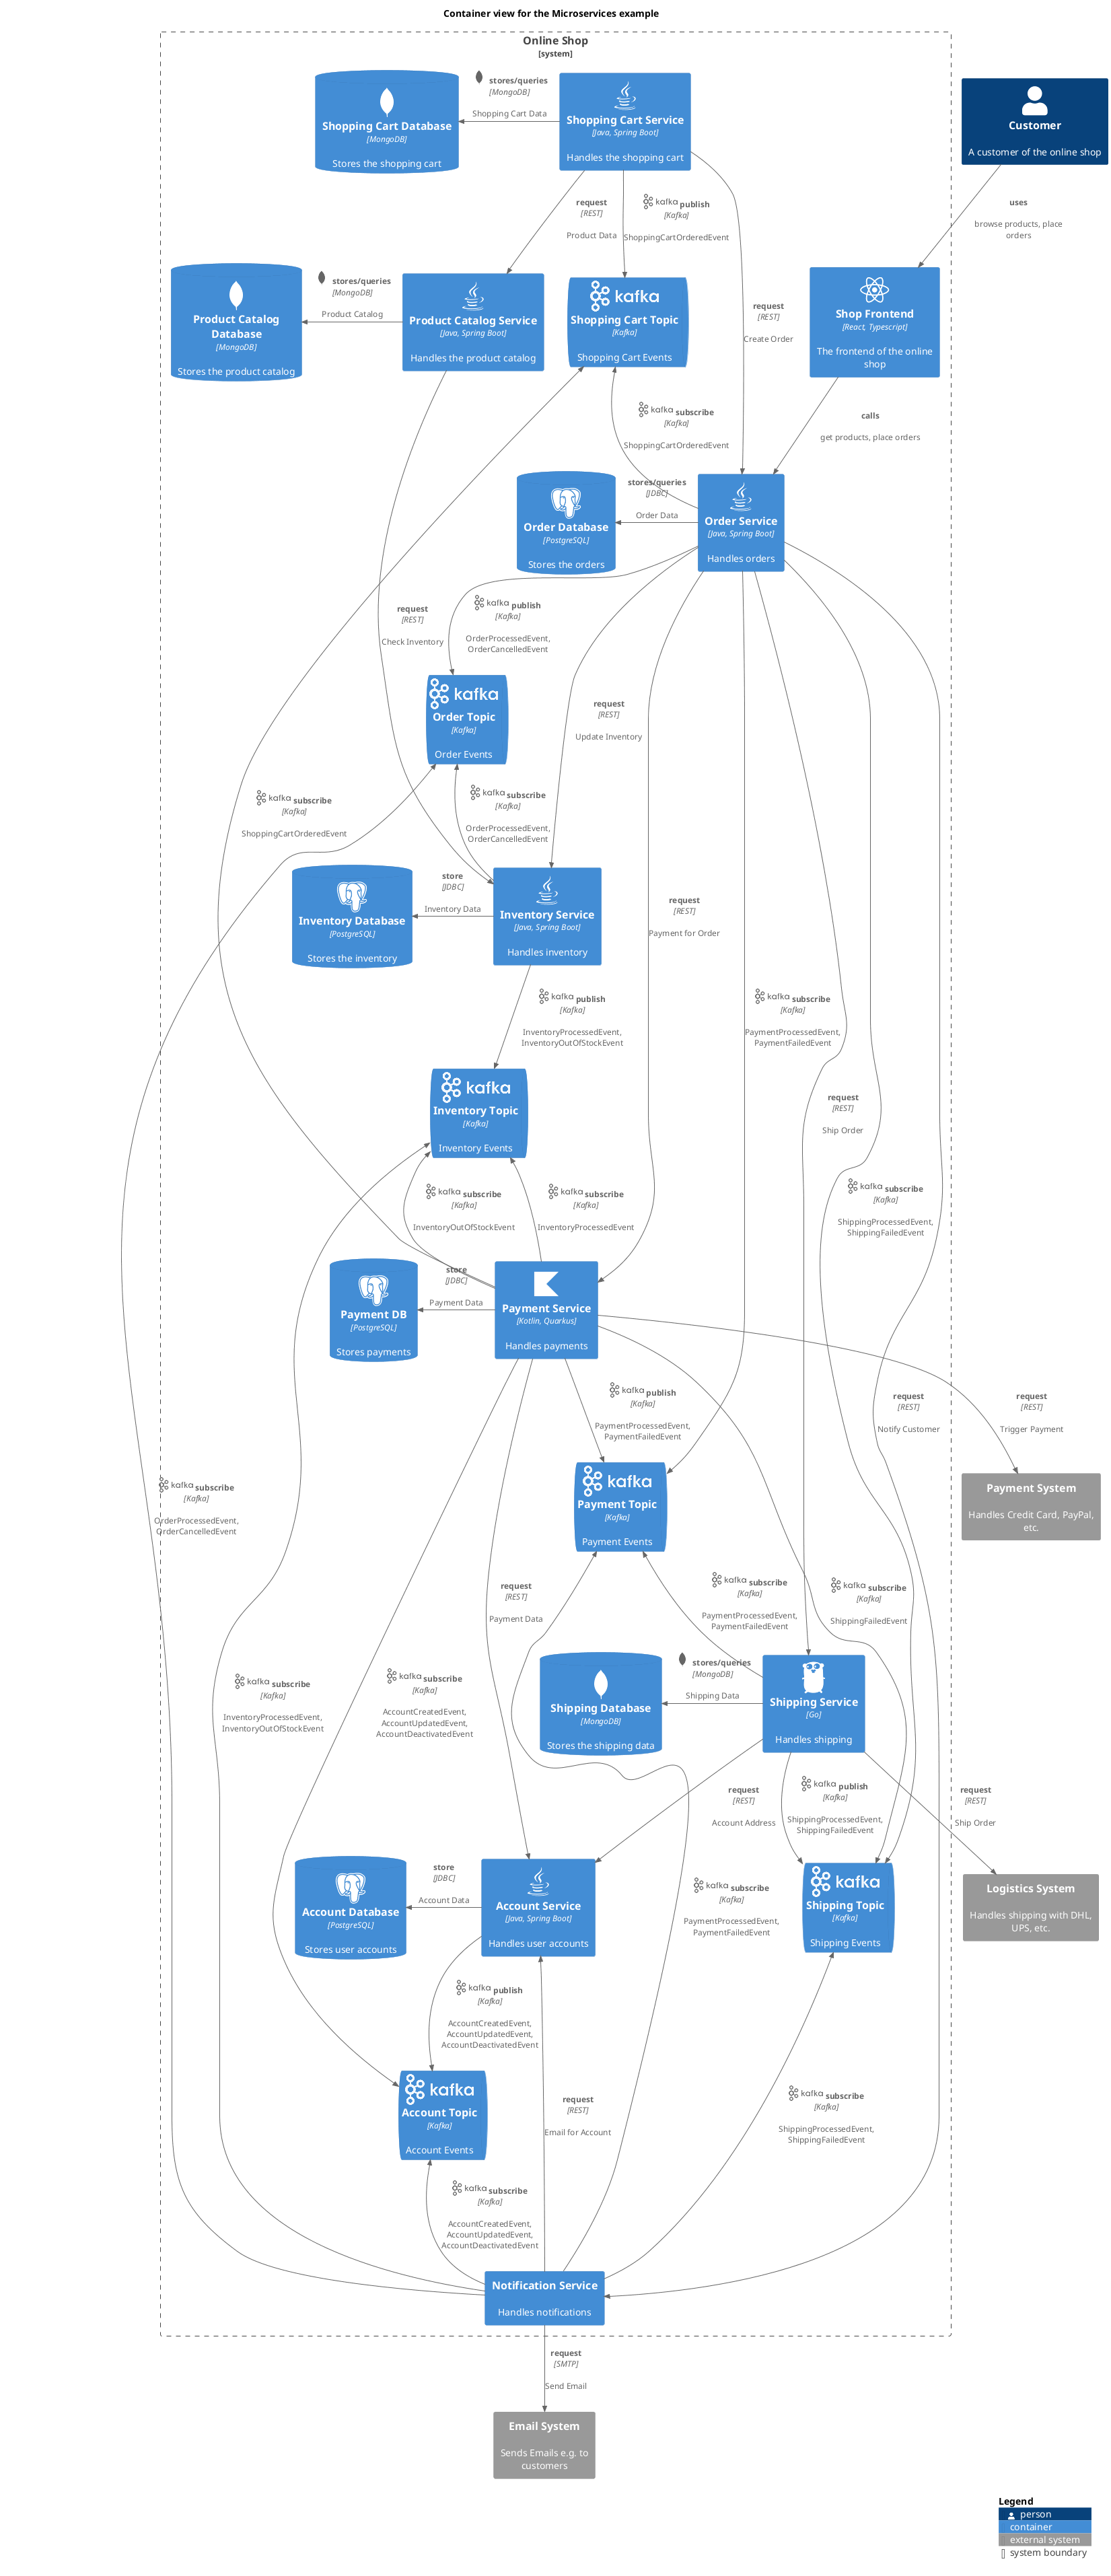 Container view for the Microservices example
Online Shop
[system]
Shopping Cart Database
[MongoDB]
Stores the shopping cart
stores/queries
[MongoDB]
Shopping Cart Data
Shopping Cart Service
[Java, Spring Boot]
Handles the shopping cart
Customer
A customer of the online shop
request
[REST]
Product Data
kafka publish
[Kafka]
ShoppingCartOrderedEvent
uses
browse products, place
orders
Product Catalog
Database
[MongoDB]
Stores the product catalog
stores/queries
[MongoDB]
Product Catalog
Product Catalog Service
[Java, Spring Boot]
Handles the product catalog
kafka
Shopping Cart Topic
[Kafka]
Shopping Cart Events
request
[REST]
Create Order
Shop Frontend
[React, Typescript]
The frontend of the online
shop
kafka subscribe
[Kafka]
ShoppingCartOrderedEvent
calls
get products, place orders
Order Database
[PostgreSQL]
Stores the orders
stores/queries
[JDBC]
Order Data
Order Service
[Java, Spring Boot]
Handles orders
request
[REST]
Check Inventory
kafka publish
[Kafka]
OrderProcessedEvent,
OrderCancelledEvent
kafka
Order Topic
[Kafka]
Order Events
request
[REST]
Update Inventory
kafka subscribe
[Kafka]
ShoppingCartOrderedEvent
kafka subscribe
[Kafka]
OrderProcessedEvent,
OrderCancelledEvent
Inventory Database
[PostgreSQL]
Stores the inventory
store
[JDBC]
Inventory Data
Inventory Service
[Java, Spring Boot]
Handles inventory
request
[REST]
Payment for Order
kafka publish
[Kafka]
InventoryProcessedEvent,
InventoryOutOfStockEvent
kafka subscribe
[Kafka]
PaymentProcessedEvent,
PaymentFailedEvent
kafka
Inventory Topic
[Kafka]
Inventory Events
request
[REST]
Ship Order
kafka subscribe
[Kafka]
InventoryOutOfStockEvent
kafka subscribe
[Kafka]
InventoryProcessedEvent
kafka subscribe
[Kafka]
ShippingProcessedEvent,
ShippingFailedEvent
Payment DB
[PostgreSQL]
Stores payments
store
[JDBC]
Payment Data
Payment Service
[Kotlin, Quarkus]
Handles payments
kafka publish
[Kafka]
PaymentProcessedEvent,
PaymentFailedEvent
request
[REST]
Notify Customer
request
[REST]
Trigger Payment
kafka subscribe
[Kafka]
OrderProcessedEvent,
OrderCancelledEvent
kafka
Payment Topic
[Kafka]
Payment Events
Payment System
Handles Credit Card, PayPal,
etc.
request
[REST]
Payment Data
kafka subscribe
[Kafka]
PaymentProcessedEvent,
PaymentFailedEvent
kafka subscribe
[Kafka]
ShippingFailedEvent
kafka subscribe
[Kafka]
InventoryProcessedEvent,
InventoryOutOfStockEvent
kafka subscribe
[Kafka]
AccountCreatedEvent,
AccountUpdatedEvent,
AccountDeactivatedEvent
Shipping Database
[MongoDB]
Stores the shipping data
stores/queries
[MongoDB]
Shipping Data
Shipping Service
[Go]
Handles shipping
request
[REST]
Account Address
kafka publish
[Kafka]
ShippingProcessedEvent,
ShippingFailedEvent
request
[REST]
Ship Order
Account Database
[PostgreSQL]
Stores user accounts
store
[JDBC]
Account Data
Account Service
[Java, Spring Boot]
Handles user accounts
kafka subscribe
[Kafka]
PaymentProcessedEvent,
PaymentFailedEvent
kafka
Shipping Topic
[Kafka]
Shipping Events
Logistics System
Handles shipping with DHL,
UPS, etc.
kafka publish
[Kafka]
AccountCreatedEvent,
AccountUpdatedEvent,
AccountDeactivatedEvent
kafka
Account Topic
[Kafka]
Account Events
request
[REST]
Email for Account
kafka subscribe
[Kafka]
ShippingProcessedEvent,
ShippingFailedEvent
kafka subscribe
[Kafka]
AccountCreatedEvent,
AccountUpdatedEvent,
AccountDeactivatedEvent
Notification Service
Handles notifications
request
[SMTP]
Send Email
Email System
Sends Emails e.g. to
customers
Legend
person
container
external system
system boundary